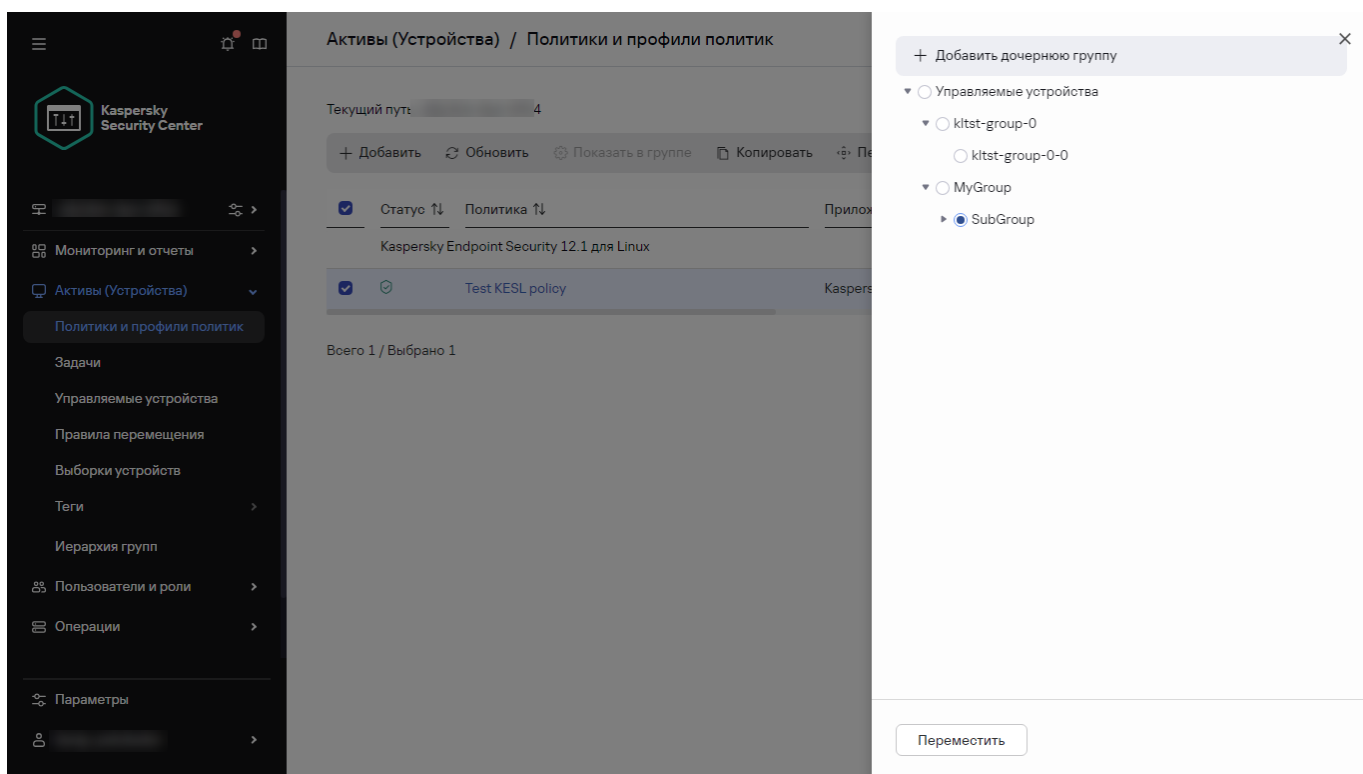 Kaspersky
Security Center
Мониторинг и отчеты
Активы (Устройства)
Политики и профили политик
Задачи
Управляемые устройства
Правила перемещения
Выборки устройств
Теги
Иерархия групп
Пользователи и роли
Операции
Параметры
Активы (Устройства) / Политики и профили политик
Текущий путь 4
Добавить Обновить Показать в группе Копировать Пе
Статус Политика Прилож
Kaspersky Endpoint Security 12.1 для Linux
Test KESL policy Kaspers
Всего 1 / Выбрано 1
Добавить дочернюю группу
Управляемые устройства
kltst-group-0
kltst-group-0-0
MyGroup
SubGroup
Переместить